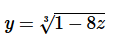 y = ∛(1 − 8z)